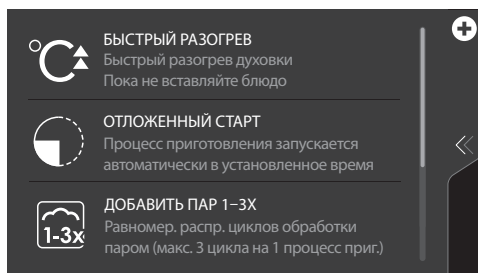 БЫСТРЫЙ РАЗОГРЕВ
Быстрый разогрев духовки
Пока не вставляйте блюдо
ОТЛОЖЕННЫЙ СТАРТ
Процесс приготовления запускается
автоматически в установленное время
ДОБАВИТЬ ПАР 1–3X
Равномер. распр. циклов обработки
паром (макс. 3 цикла на 1 процесс приг.)
°C
1-3x